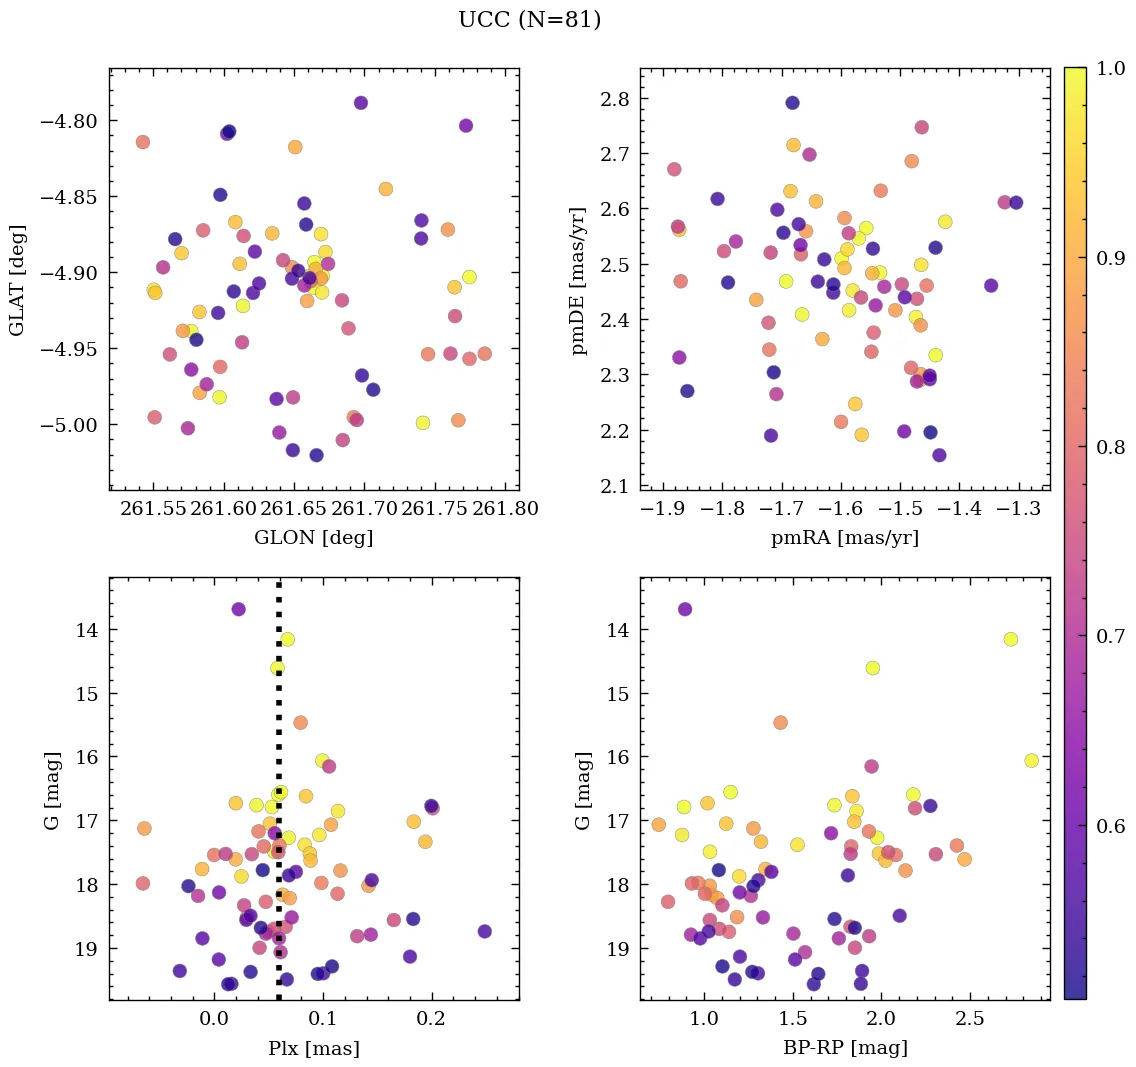 UCC (N=81)
−4.80
−4.85
−4.90
−4.95
−5.00
GLAT [deg]
261.55 261.60 261.65 261.70 261.75 261.80
GLON [deg]
2.8
2.7
2.6
2.5
2.4
2.3
2.2
2.1
pmDE [mas/yr]
−1.9 −1.8 −1.7 −1.6 −1.5 −1.4 −1.3
pmRA [mas/yr]
14
15
16
17
18
19
G [mag]
0.0 0.1 0.2
Plx [mas]
14
15
16
17
18
19
G [mag]
1.0 1.5 2.0 2.5
BP-RP [mag]
1.0
0.9
0.8
0.7
0.6